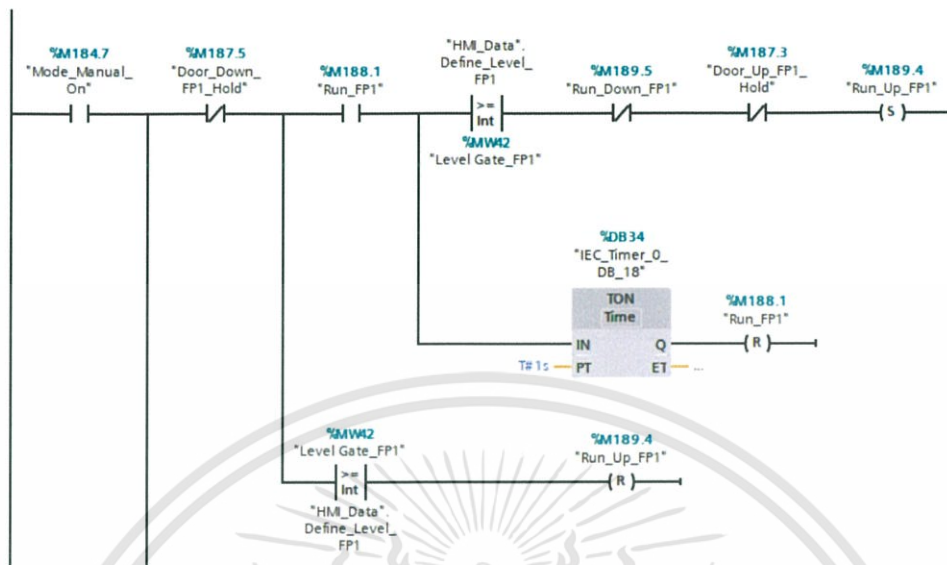 %M184.7
"Mode_Manual_
On"
%M187.5
"Door_Down_
FP1_Hold"
%M188.1
"Run_FP1"
"HMI_Data".
Define_Level_
FP1
>=
Int
%MW42
"Level Gate_FP1"
%M189.5
"Run_Down_FP1"
%M187.3
"Door_Up_FP1_
Hold"
%M189.4
"Run_Up_FP1"
S
%DB34
"IEC_Timer_0_
DB_18"
TON
Time
IN
Q
T#1s
PT
ET
...
%M188.1
"Run_FP1"
R
%MW42
"Level Gate_FP1"
>=
Int
"HMI_Data".
Define_Level_
FP1
%M189.4
"Run_Up_FP1"
R